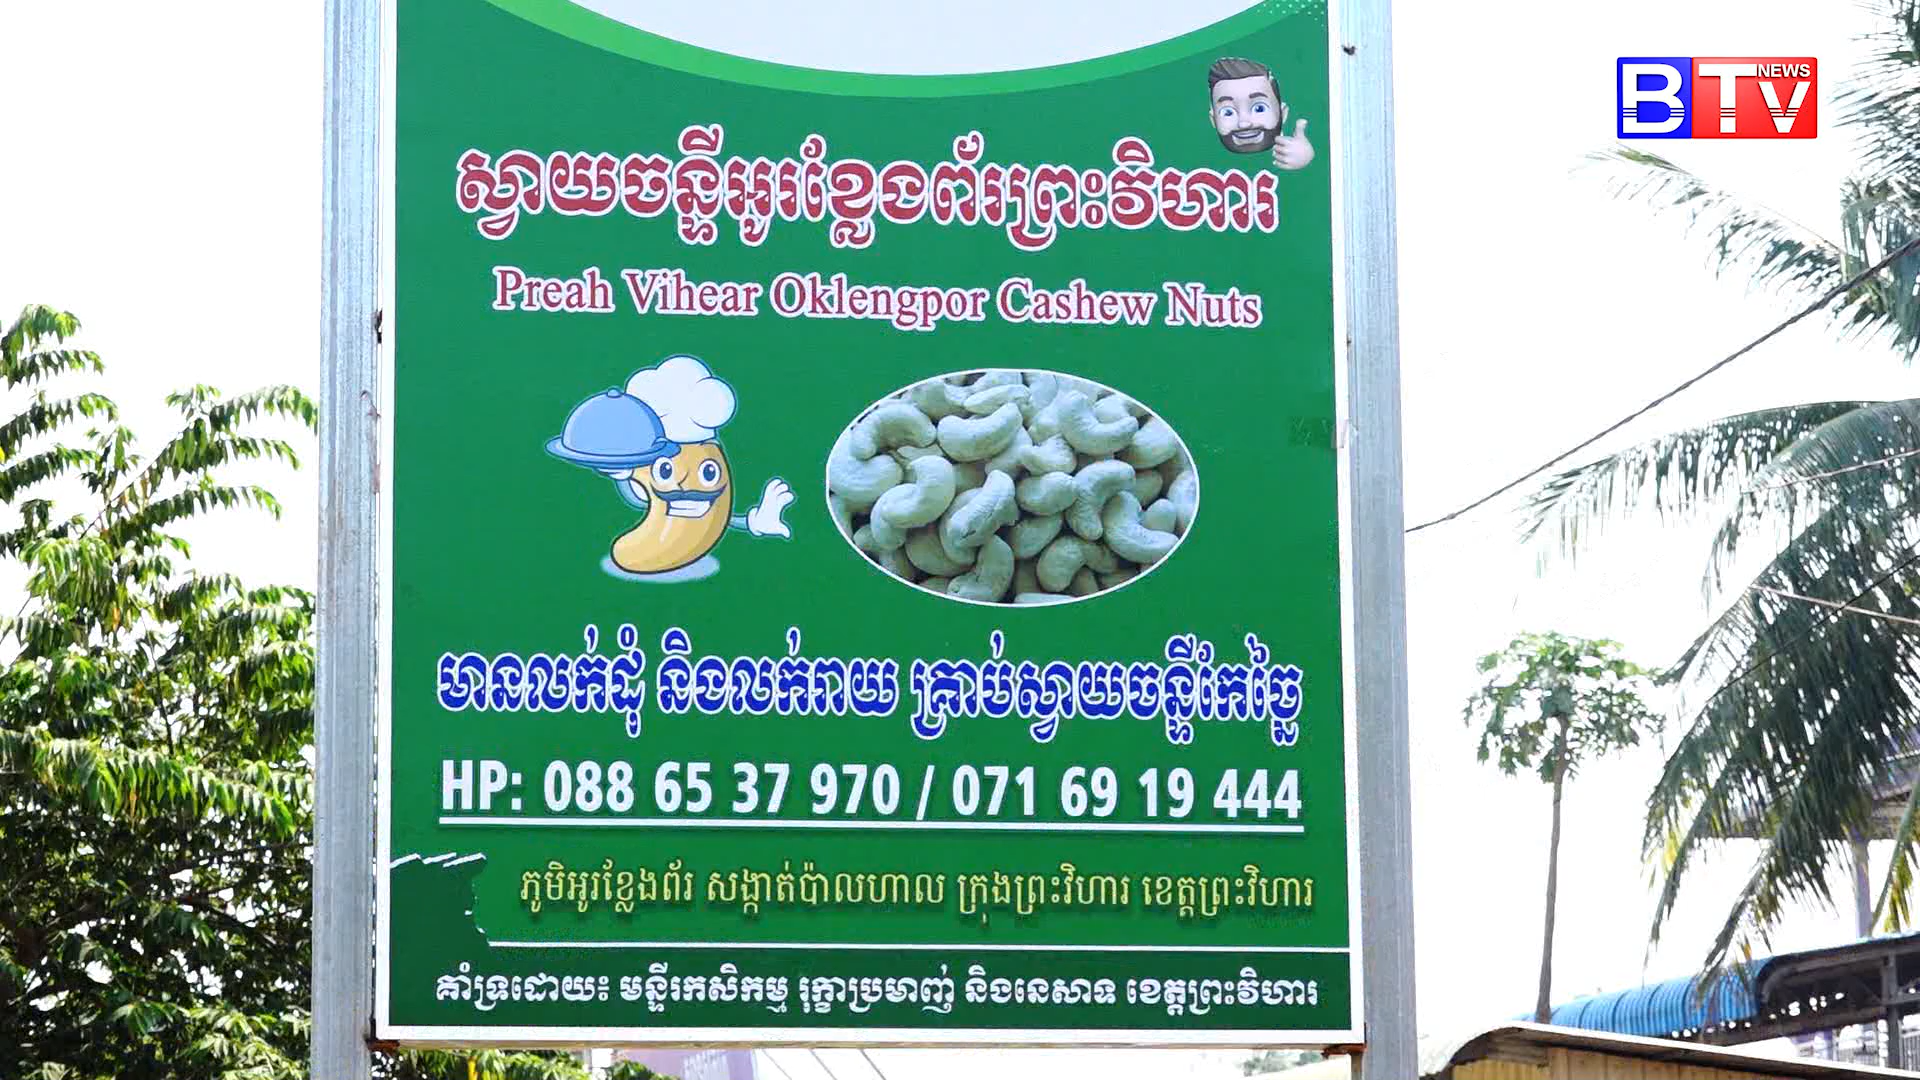 BTV NEWS
ស្វាយចន្ទីអូរខ្លែងព័រព្រះវិហារ
Preah Vihear Oklengpor Cashew Nuts
មានលក់ដុំ និងលក់រាយ គ្រាប់ស្វាយចន្ទីកែច្នៃ
HP: 088 65 37 970 / 071 69 19 444
ភូមិអូរខ្លែងព័រ សង្កាត់ប៉ាលហាល ក្រុងព្រះវិហារ ខេត្តព្រះវិហារ
គាំទ្រដោយ៖ មន្ទីរកសិកម្ម រុក្ខាប្រមាញ់ និងនេសាទ ខេត្តព្រះវិហារ